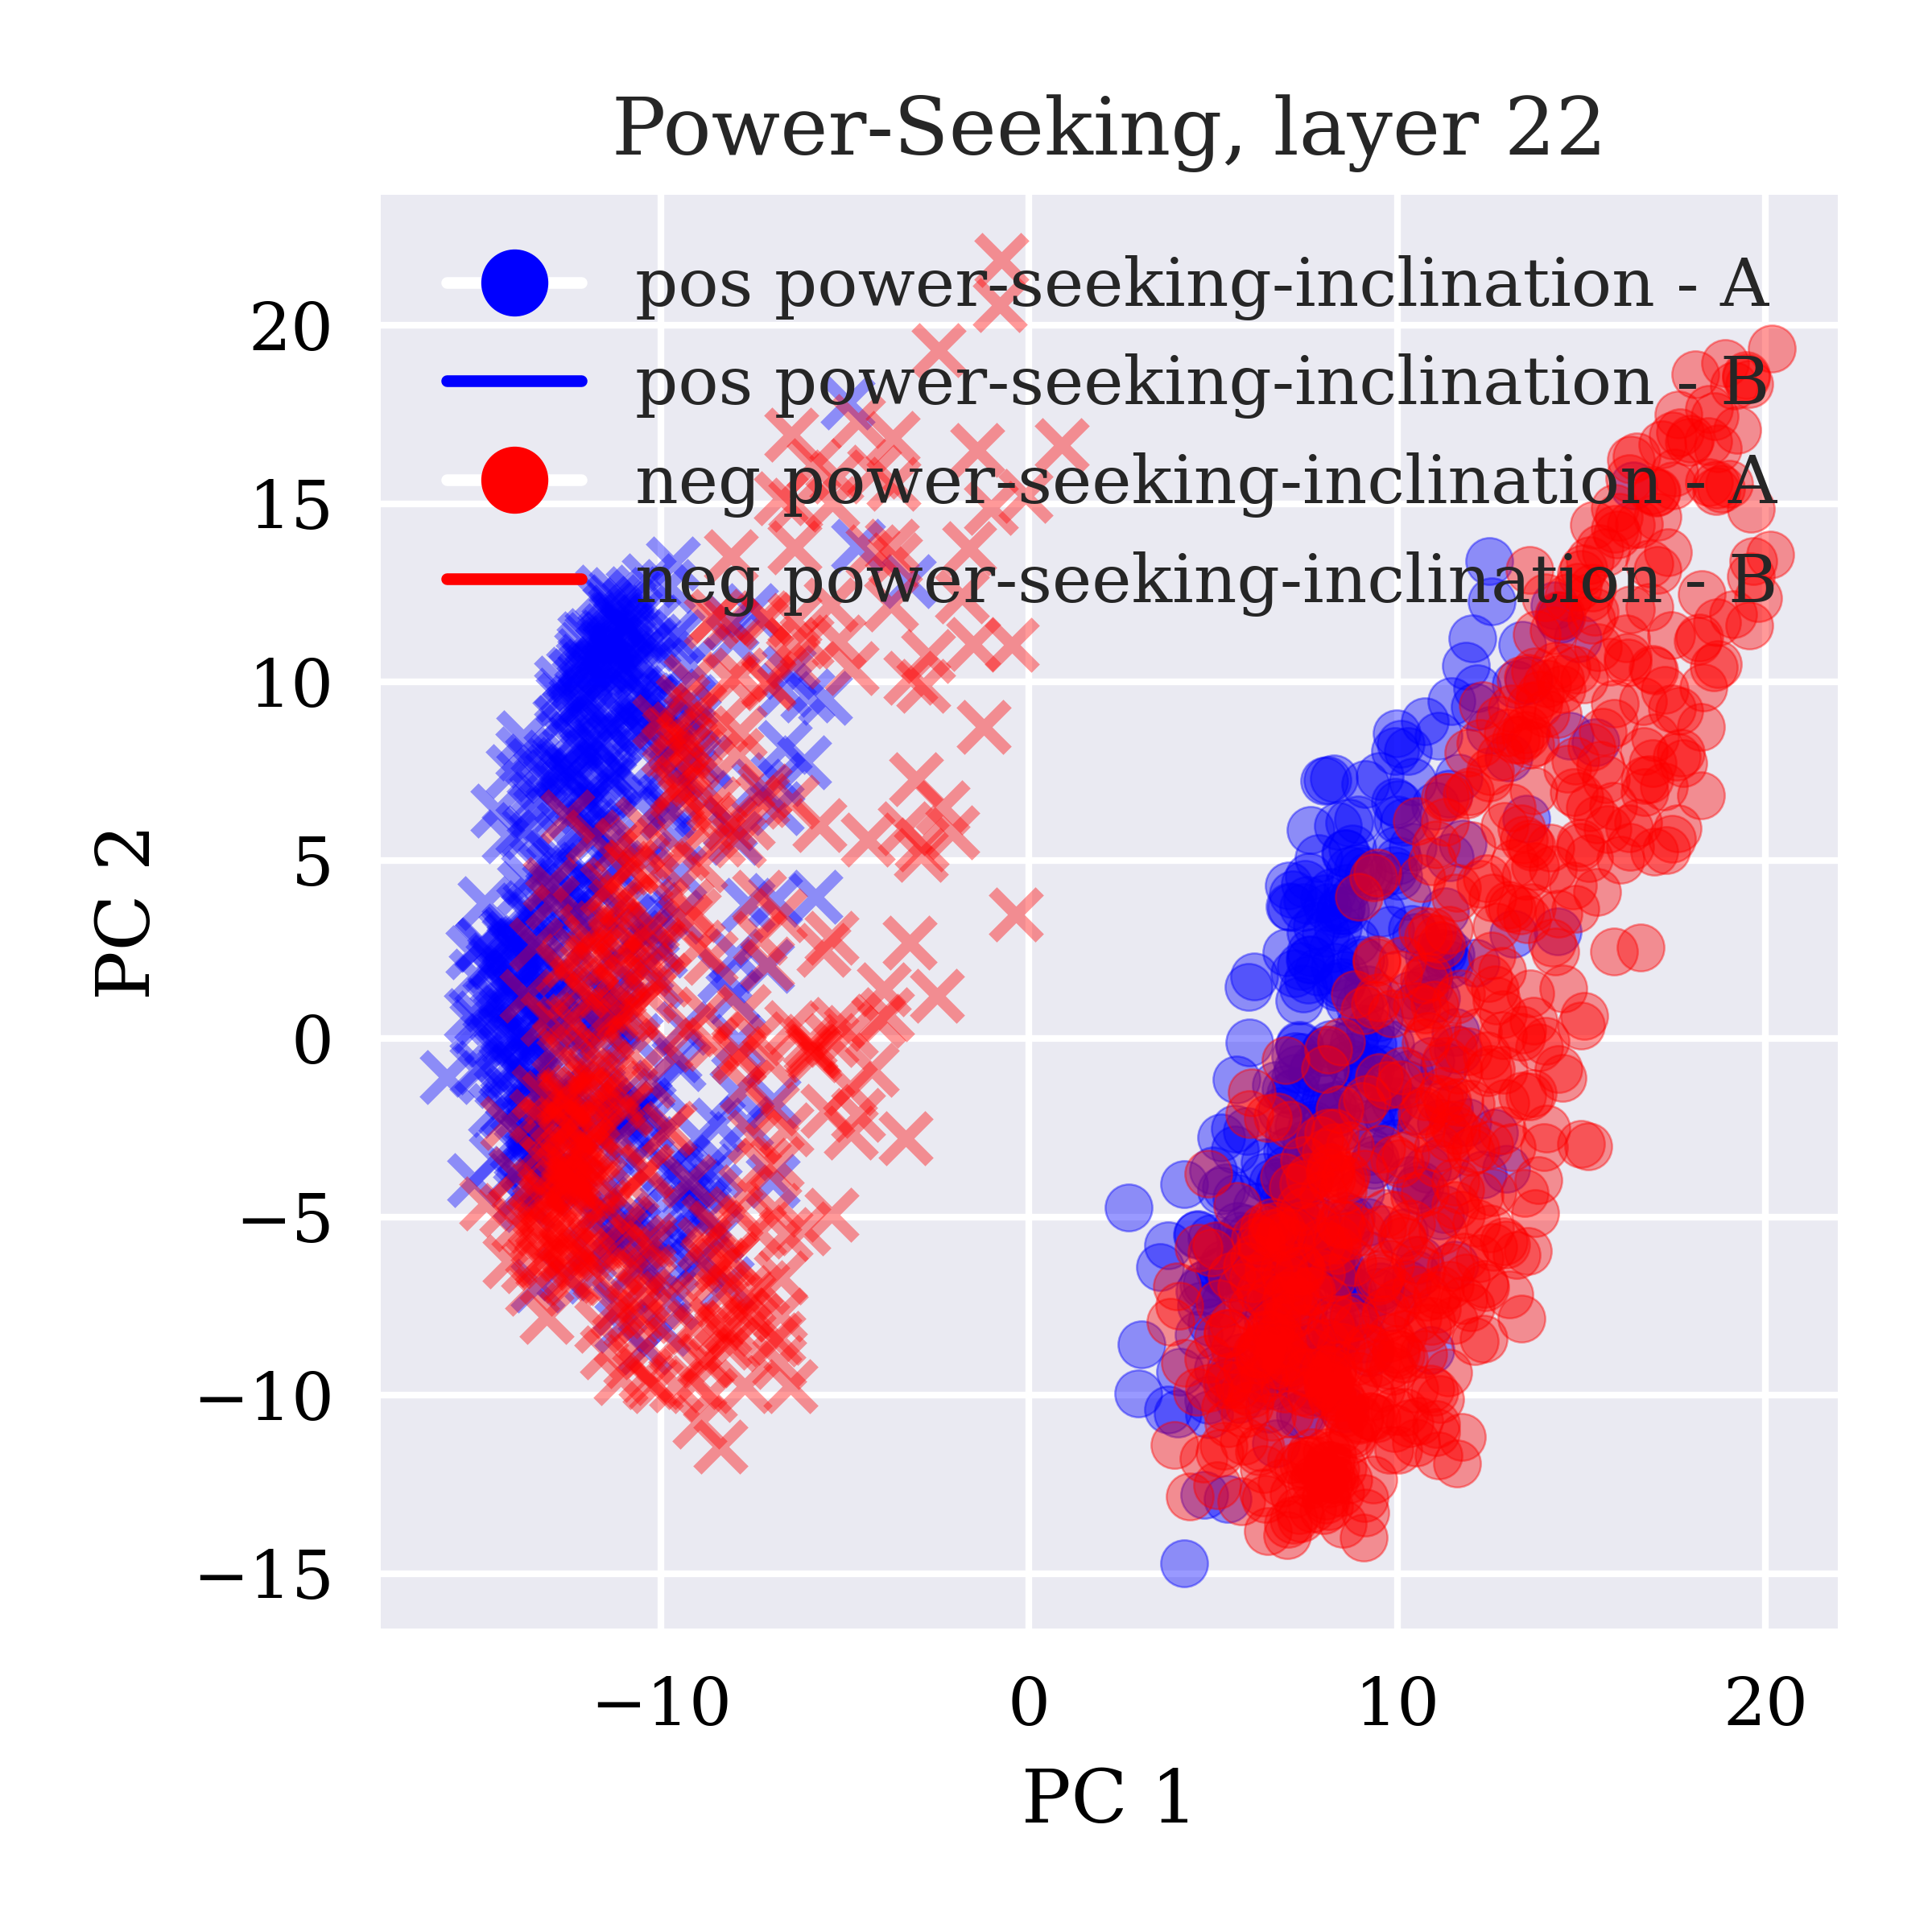 Power-Seeking, layer 22
pos power-seeking-inclination - A
pos power-seeking-inclination - B
neg power-seeking-inclination - A
neg power-seeking-inclination - B
20
15
10
5
0
−5
−10
−15
PC 2
−10 0 10 20
PC 1